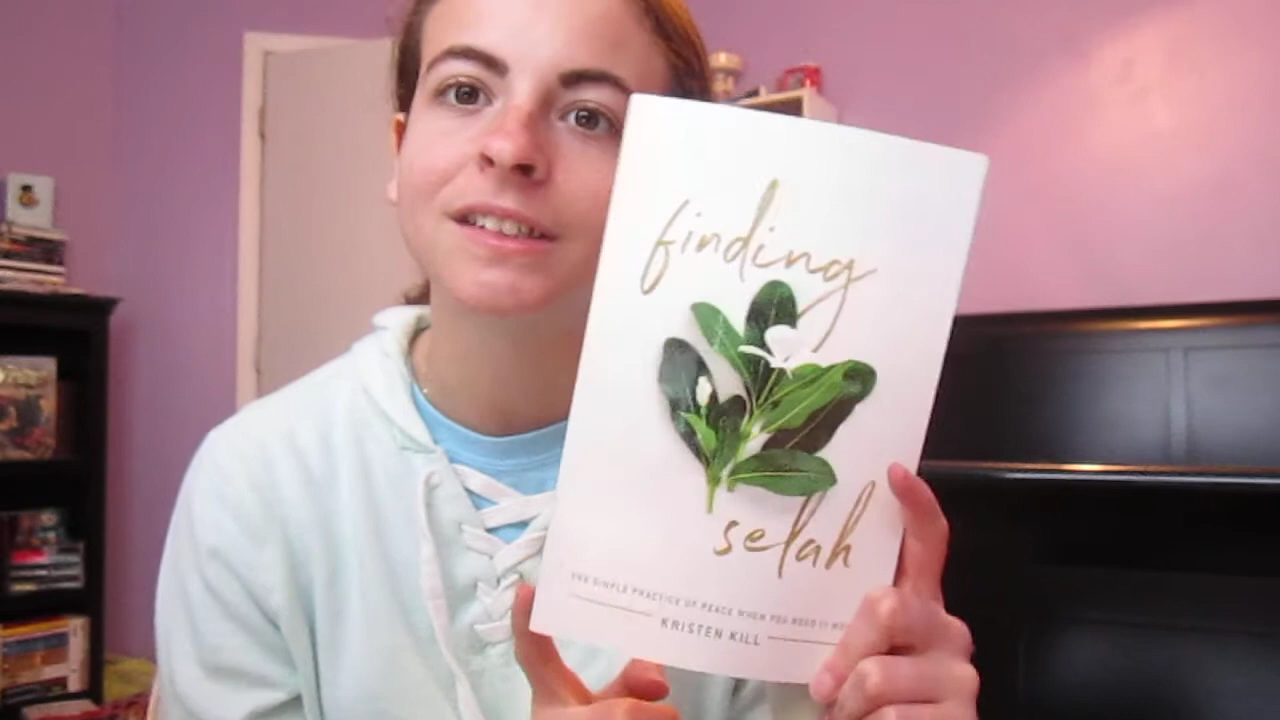 finding
selah
THE SIMPLE PRACTICE OF PEACE WHEN YOU NEED IT
KRISTEN KILL